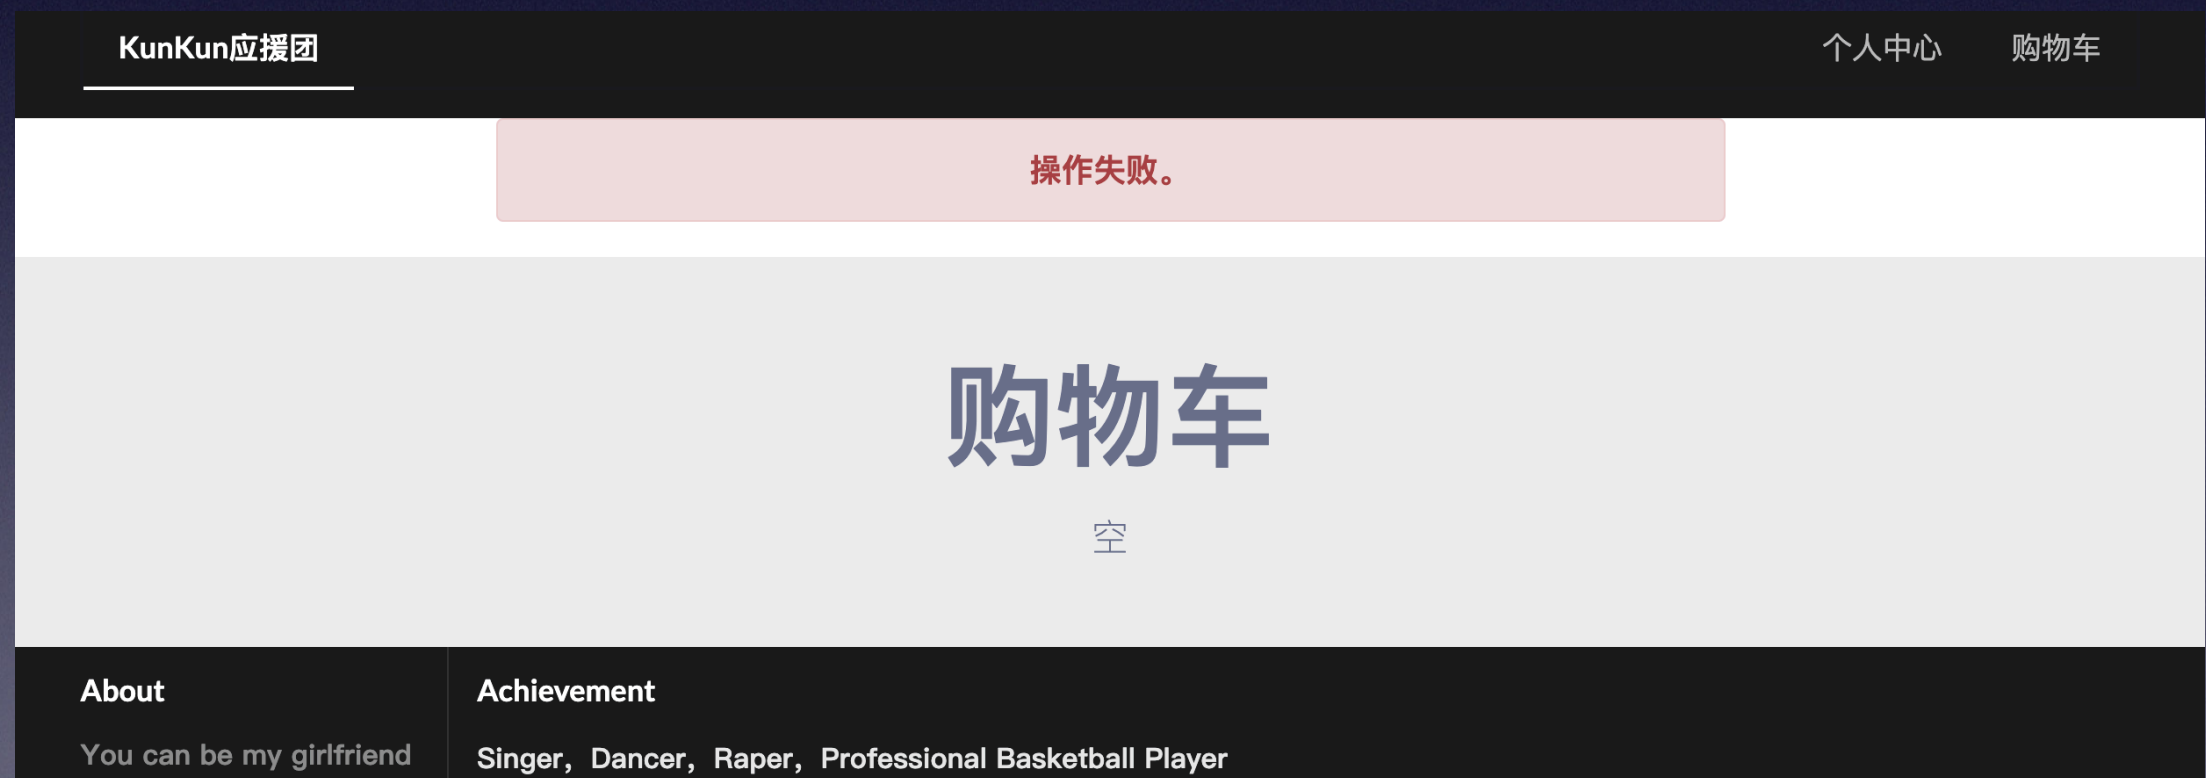 KunKun应援团 个人中心 购物车
操作失败。
购物车
空
About
You can be my girlfriend
Achievement
Singer，Dancer，Raper，Professional Basketball Player